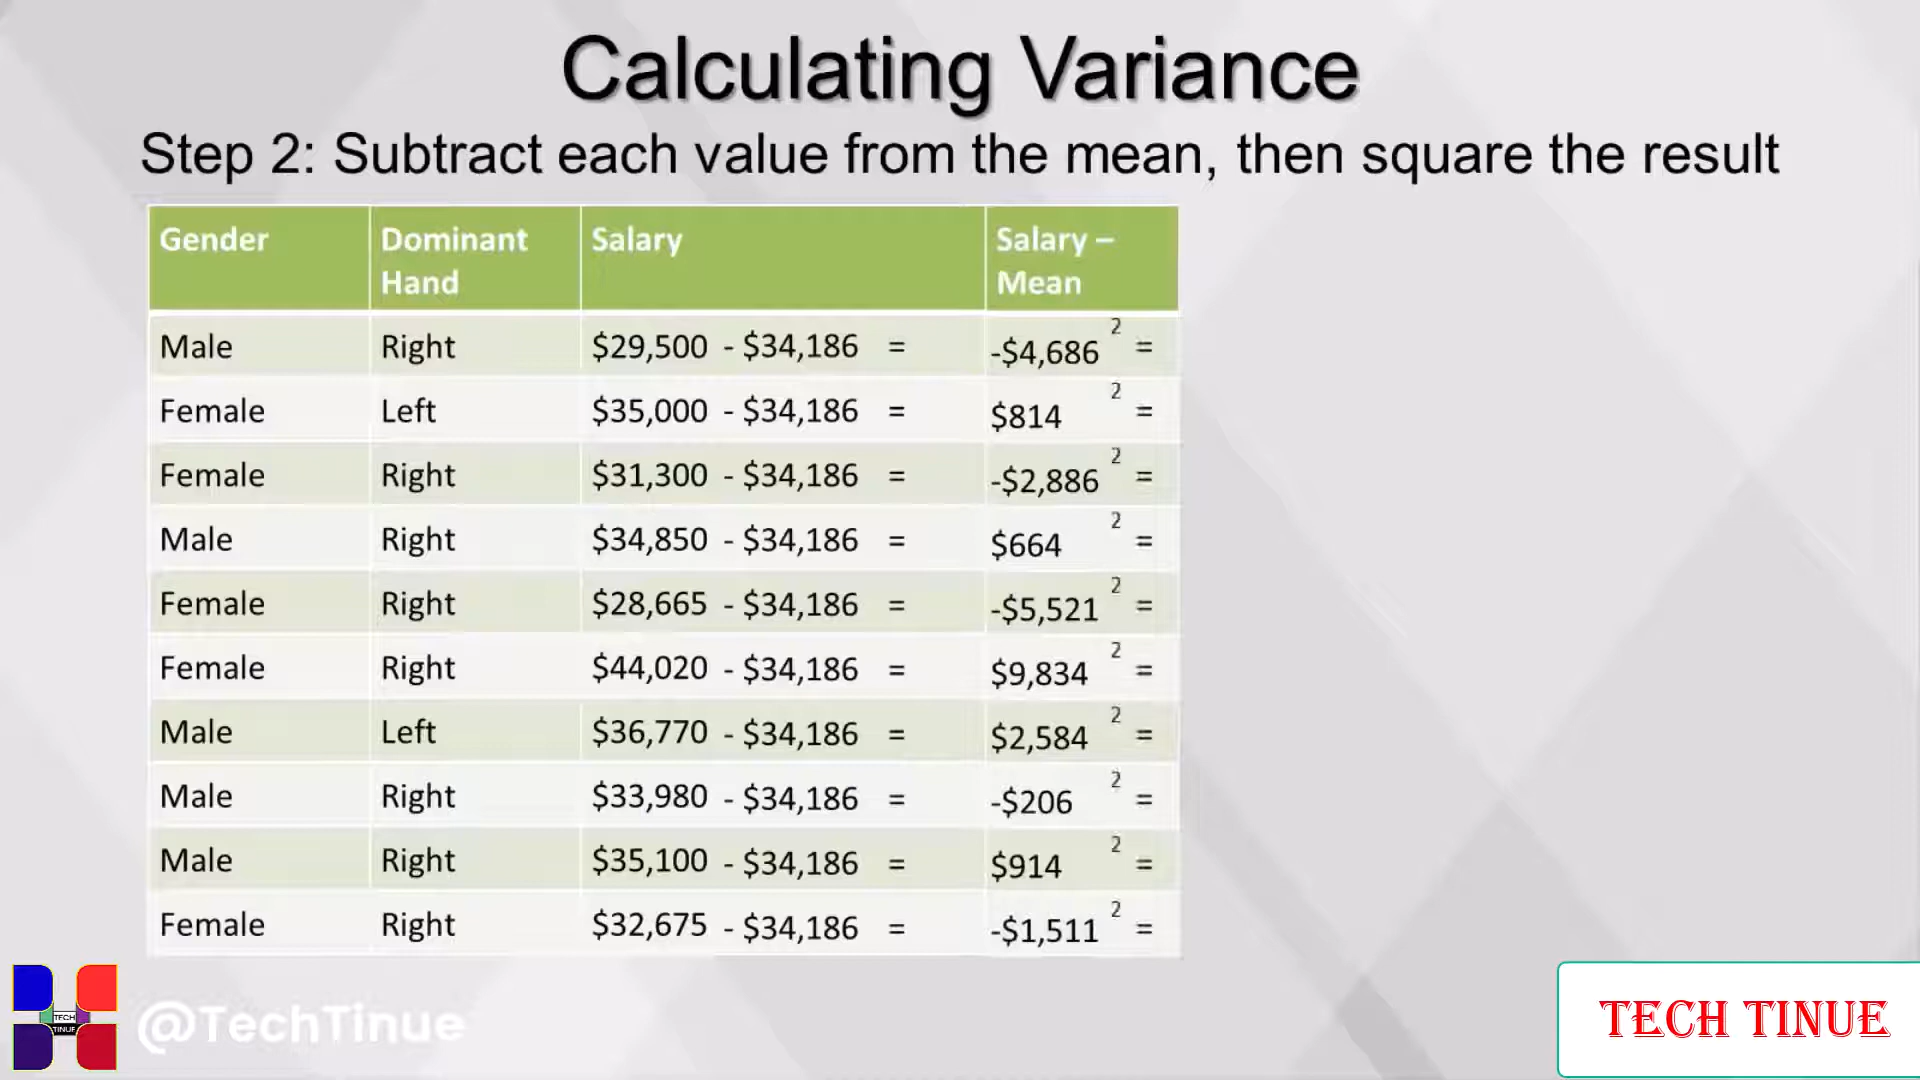 Calculating Variance
Step 2: Subtract each value from the mean, then square the result
Gender Dominant Hand Salary Salary – Mean
Male Right $29,500 - $34,186 = -$4,686 2 =
Female Left $35,000 - $34,186 = $814 2 =
Female Right $31,300 - $34,186 = -$2,886 2 =
Male Right $34,850 - $34,186 = $664 2 =
Female Right $28,665 - $34,186 = -$5,521 2 =
Female Right $44,020 - $34,186 = $9,834 2 =
Male Left $36,770 - $34,186 = $2,584 2 =
Male Right $33,980 - $34,186 = -$206 2 =
Male Right $35,100 - $34,186 = $914 2 =
Female Right $32,675 - $34,186 = -$1,511 2 =
TECH
TINUE
@TechTinue
TECH TINUE